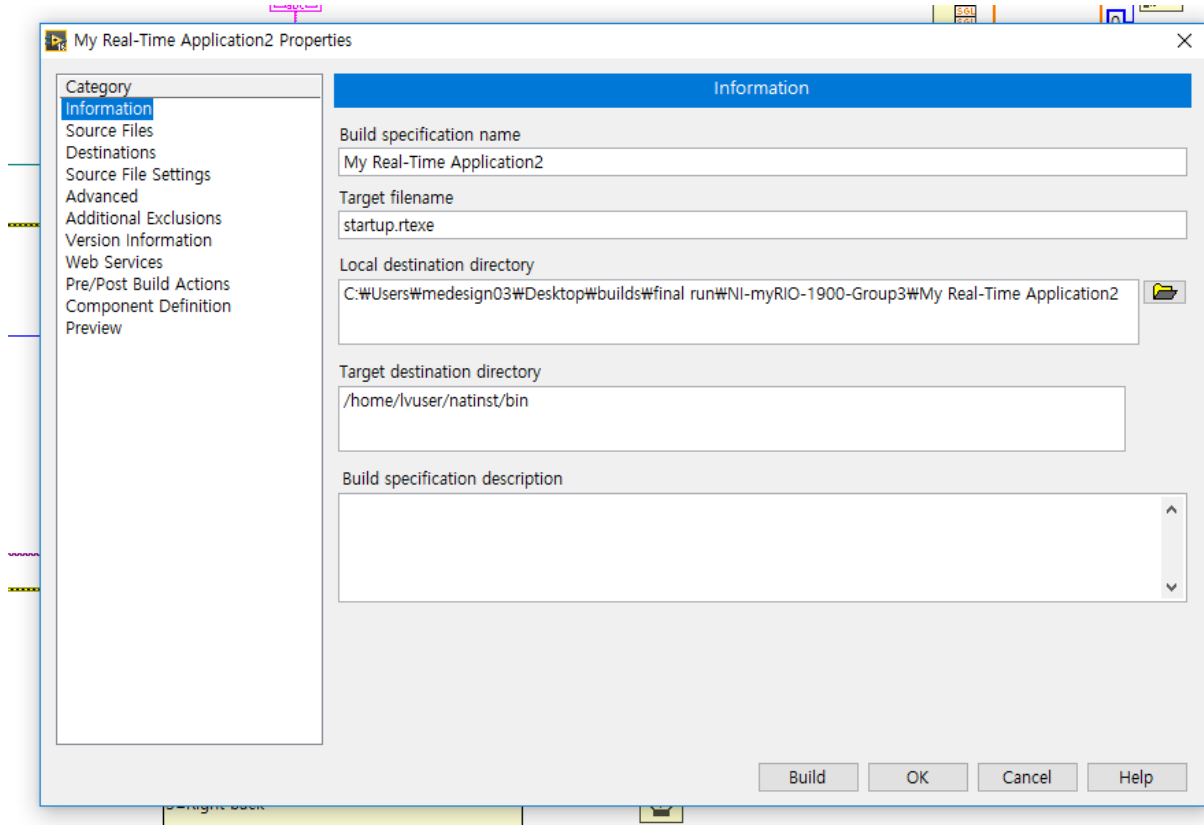 SGL
SGL
My Real-Time Application2 Properties
Category
Information
Source Files
Destinations
Source File Settings
Advanced
Additional Exclusions
Version Information
Web Services
Pre/Post Build Actions
Component Definition
Preview
Information
Build specification name
My Real-Time Application2
Target filename
startup.rtexe
Local destination directory
C:₩Users₩medesign03₩Desktop₩builds₩final run₩NI-myRIO-1900-Group3₩My Real-Time Application2
Target destination directory
/home/lvuser/natinst/bin
Build specification description
Build
OK
Cancel
Help